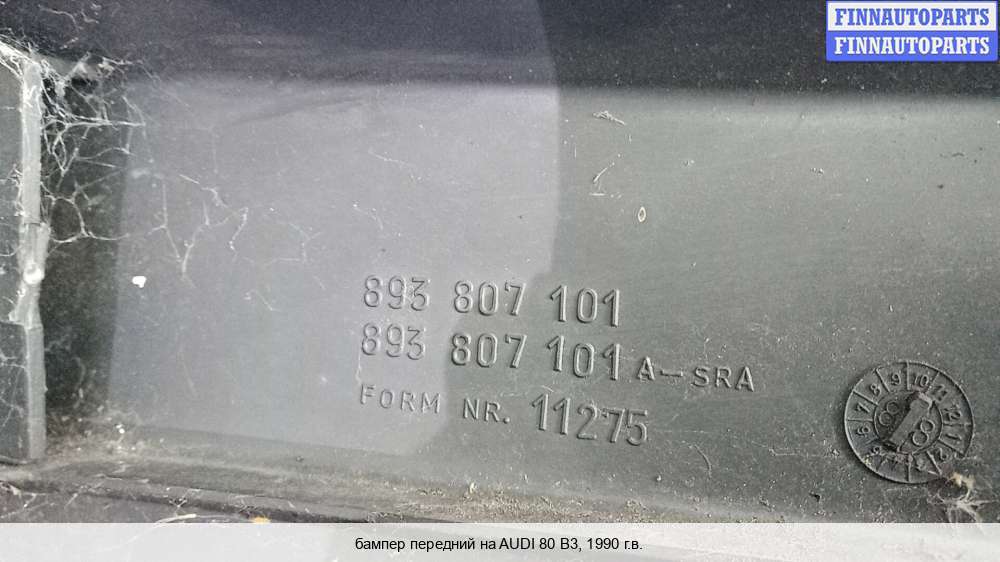 FINNAUTOPARTS
FINNAUTOPARTS
893 807 101
893 807 101 A-SRA
FORM NR. 11275
бампер передний на AUDI 80 B3, 1990 г.в.